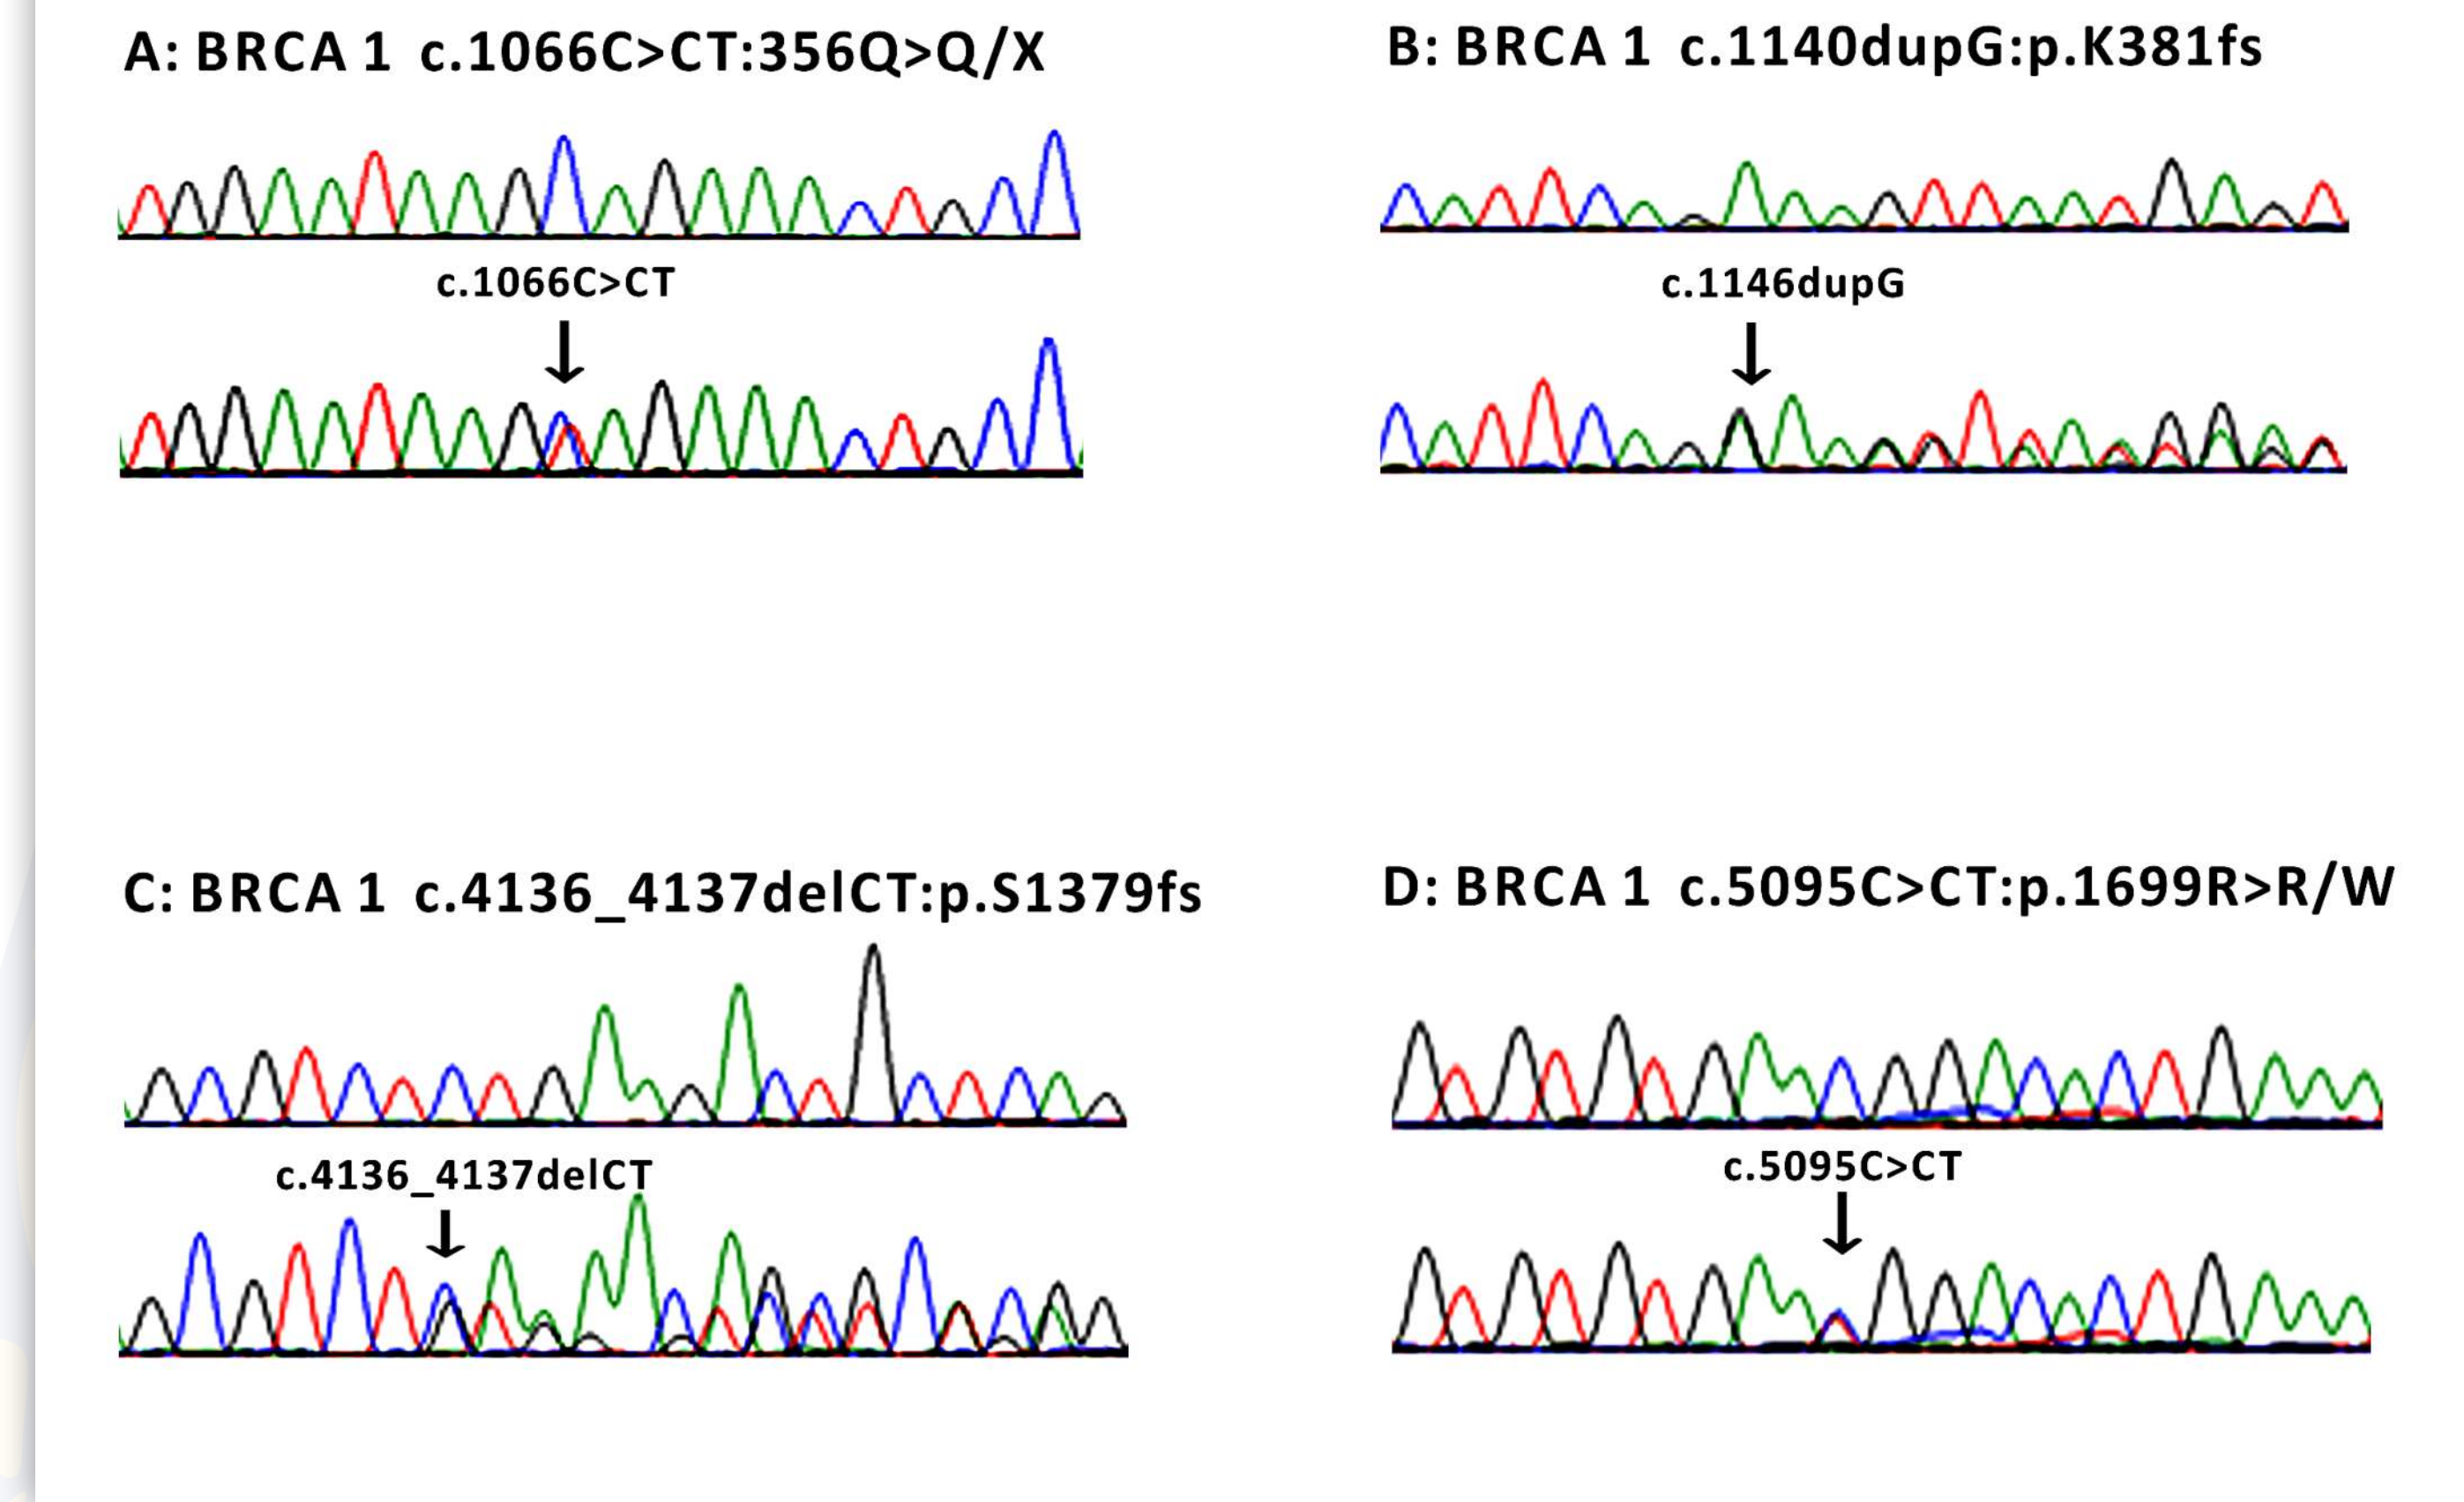 A: BRCA 1 c.1066C>CT:356Q>Q/X
c.1066C>CT
B: BRCA 1 c.1140dupG:p.K381fs
c.1146dupG
C: BRCA 1 c.4136_4137delCT:p.S1379fs
c.4136_4137delCT
D: BRCA 1 c.5095C>CT:p.1699R>R/W
c.5095C>CT